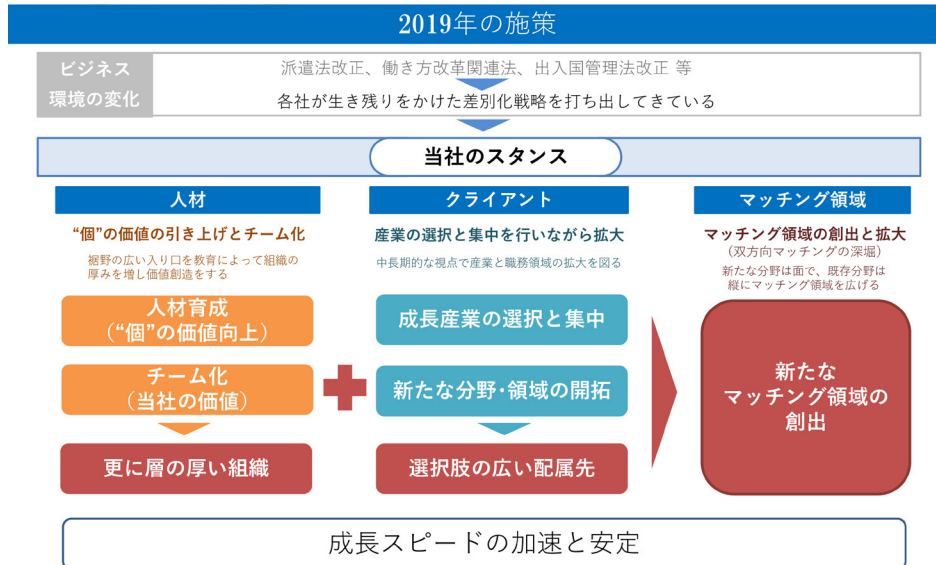 2019年の施策
ビジネス
環境の変化
派遣法改正、働き方改革関連法、出入国管理法改正 等
各社が生き残りをかけた差別化戦略を打ち出してきている
当社のスタンス
人材
“個”の価値の引き上げとチーム化
裾野の広い入り口を教育によって組織の
厚みを増し価値創造をする
人材育成
(“個”の価値向上)
チーム化
(当社の価値)
更に層の厚い組織
クライアント
産業の選択と集中を行いながら拡大
中長期的な視点で産業と職務領域の拡大を図る
成長産業の選択と集中
新たな分野・領域の開拓
選択肢の広い配属先
マッチング領域
マッチング領域の創出と拡大
(双方向マッチングの深堀)
新たな分野は面で、既存分野は
縦にマッチング領域を広げる
新たな
マッチング領域の
創出
成長スピードの加速と安定